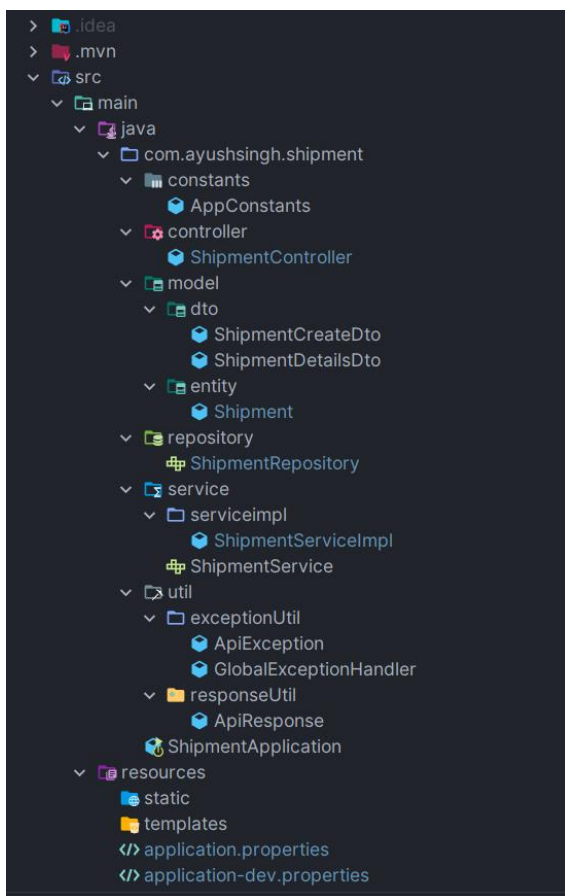 .idea
.mvn
src
main
java
com.ayushsingh.shipment
constants
AppConstants
controller
ShipmentController
model
dto
ShipmentCreateDto
ShipmentDetailsDto
entity
Shipment
repository
ShipmentRepository
service
serviceimpl
ShipmentServiceImpl
ShipmentService
util
exceptionUtil
ApiException
GlobalExceptionHandler
responseUtil
ApiResponse
ShipmentApplication
resources
static
templates
application.properties
application-dev.properties